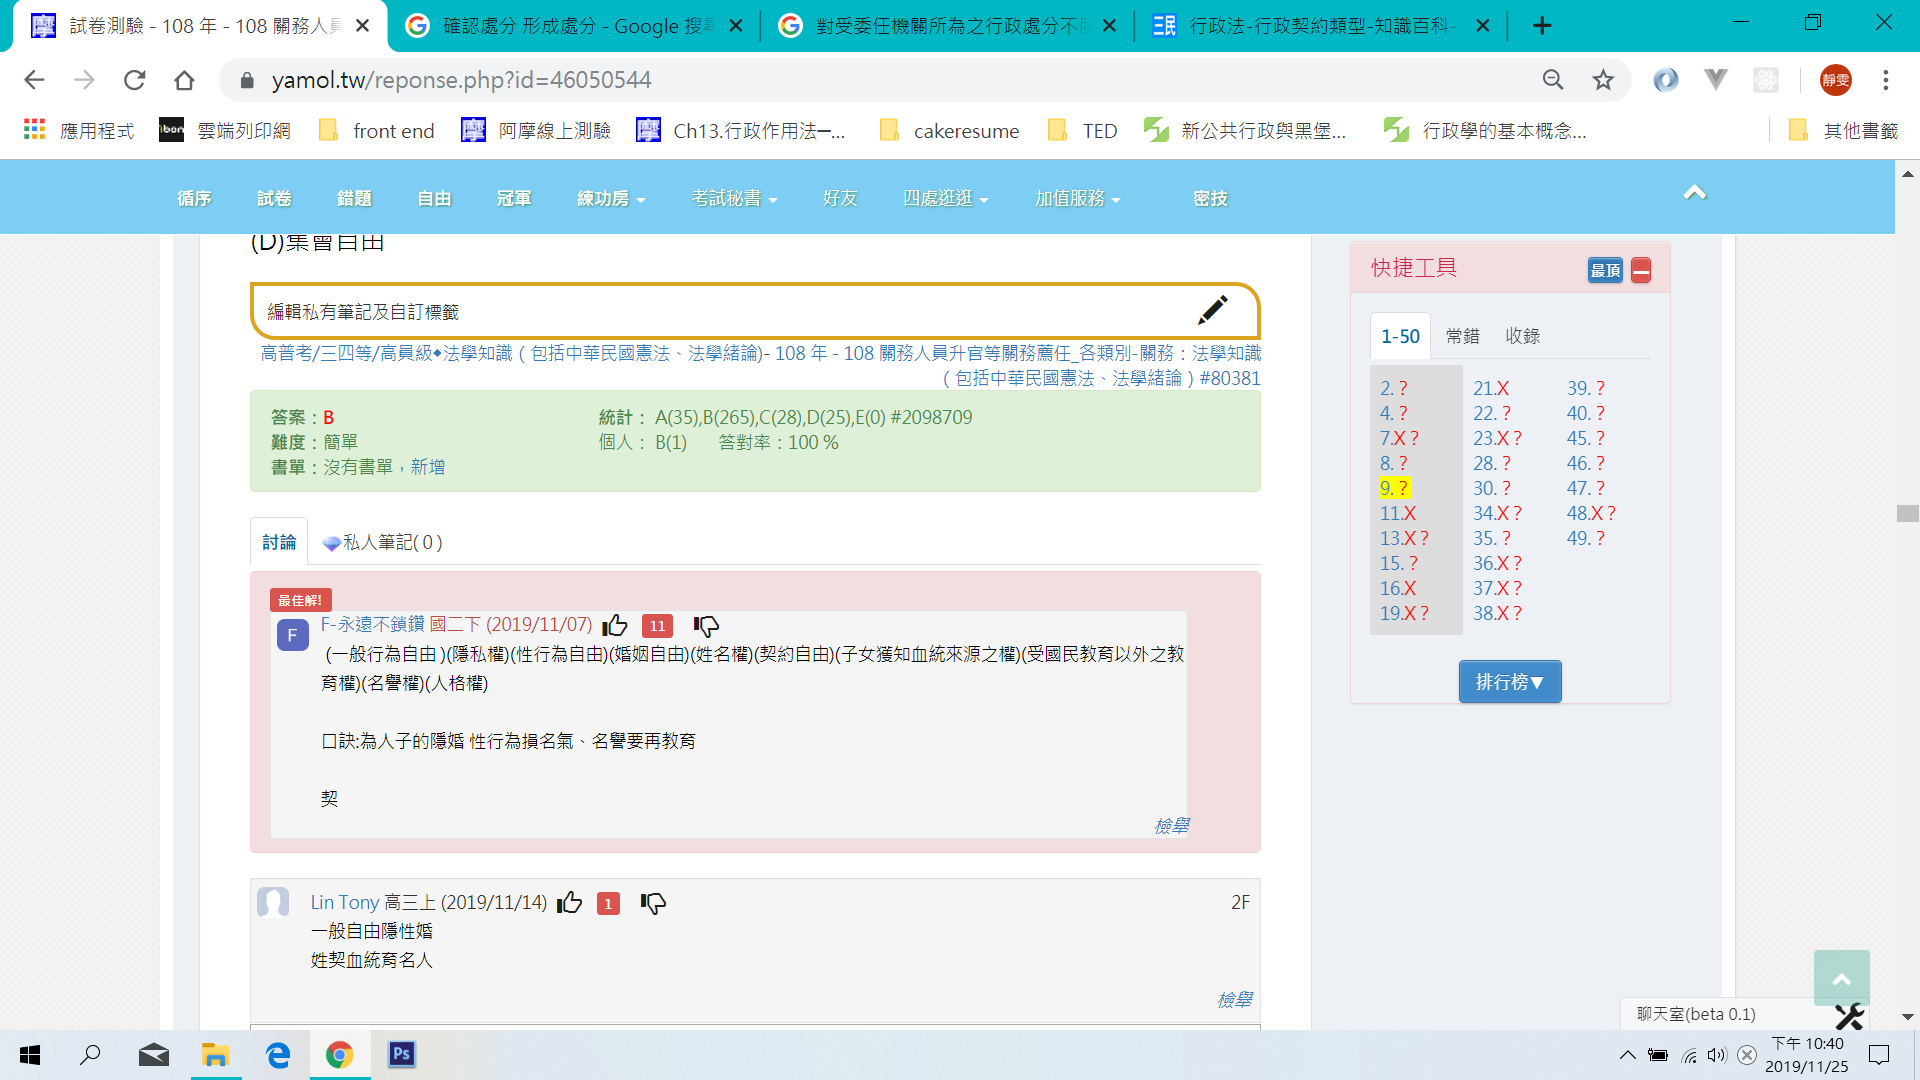 試卷測驗 - 108 年 - 108 關務人員
確認處分 形成處分 - Google 搜尋
對受委任機關所為之行政處分不服
行政法-行政契約類型-知識百科-
yamol.tw/reponse.php?id=46050544
靜雯
應用程式
ibon
雲端列印網
front end
阿摩線上測驗
Ch13.行政作用法—...
cakeresume
TED
新公共行政與黑堡...
行政學的基本概念...
其他書籤
循序
試卷
錯題
自由
冠軍
練功房
考試秘書
好友
四處逛逛
加值服務
密技
(D)集會自由
編輯私有筆記及自訂標籤
高普考/三四等/高員級◆法學知識（包括中華民國憲法、法學緒論)- 108 年 - 108 關務人員升官等關務薦任_各類別-關務：法學知識
（包括中華民國憲法、法學緒論）#80381
答案：B
統計： A(35),B(265),C(28),D(25),E(0) #2098709
難度：簡單
個人： B(1) 答對率：100 %
書單：沒有書單，新增
討論
私人筆記( 0 )
最佳解!
F
F-永遠不鎖鑽 國二下 (2019/11/07) 11
(一般行為自由 )(隱私權)(性行為自由)(婚姻自由)(姓名權)(契約自由)(子女獲知血統來源之權)(受國民教育以外之教
育權)(名譽權)(人格權)
口訣:為人子的隱婚 性行為損名氣、名譽要再教育
契
檢舉
Lin Tony 高三上 (2019/11/14) 1
2F
一般自由隱性婚
姓契血統育名人
檢舉
快捷工具
最頂
1-50
常錯
收錄
2. ?
4. ?
7.X ?
8. ?
9. ?
11.X
13.X ?
15. ?
16.X
19.X ?
21.X
22. ?
23.X ?
28. ?
30. ?
34.X ?
35. ?
36.X ?
37.X ?
38.X ?
39. ?
40. ?
45. ?
46. ?
47. ?
48.X ?
49. ?
排行榜▼
聊天室(beta 0.1)
Ps
下午 10:40
2019/11/25